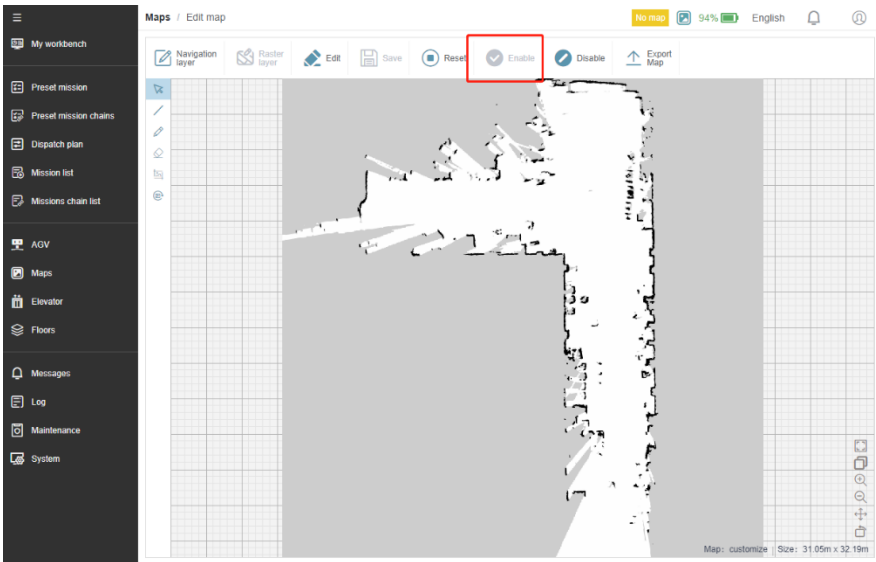 Maps / Edit map
No map
94%
English
My workbench
Preset mission
Preset mission chains
Dispatch plan
Mission list
Missions chain list
AGV
Maps
Elevator
Floors
Messages
Log
Maintenance
System
Navigation
layer
Raster
layer
Edit
Save
Reset
Enable
Disable
Export
Map
Map: customize | Size: 31.05m x 32.19m